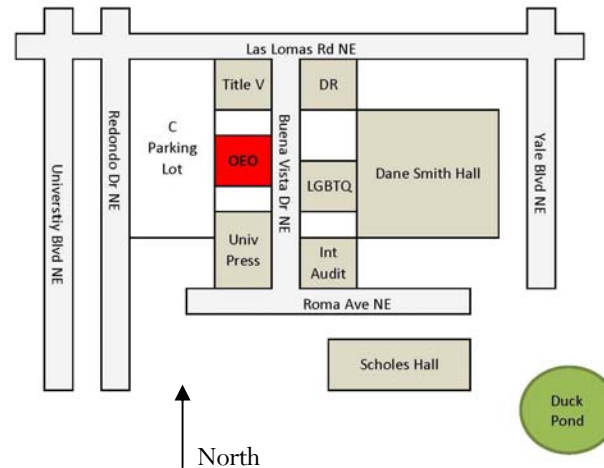 Las Lomas Rd NE
Title V
DR
C
Parking
Lot
OEO
LGBTQ
Dane Smith Hall
Universtiy Blvd NE
Redondo Dr NE
Buena Vista Dr NE
Yale Blvd NE
Univ
Press
Int
Audit
Roma Ave NE
Scholes Hall
Duck
Pond
North